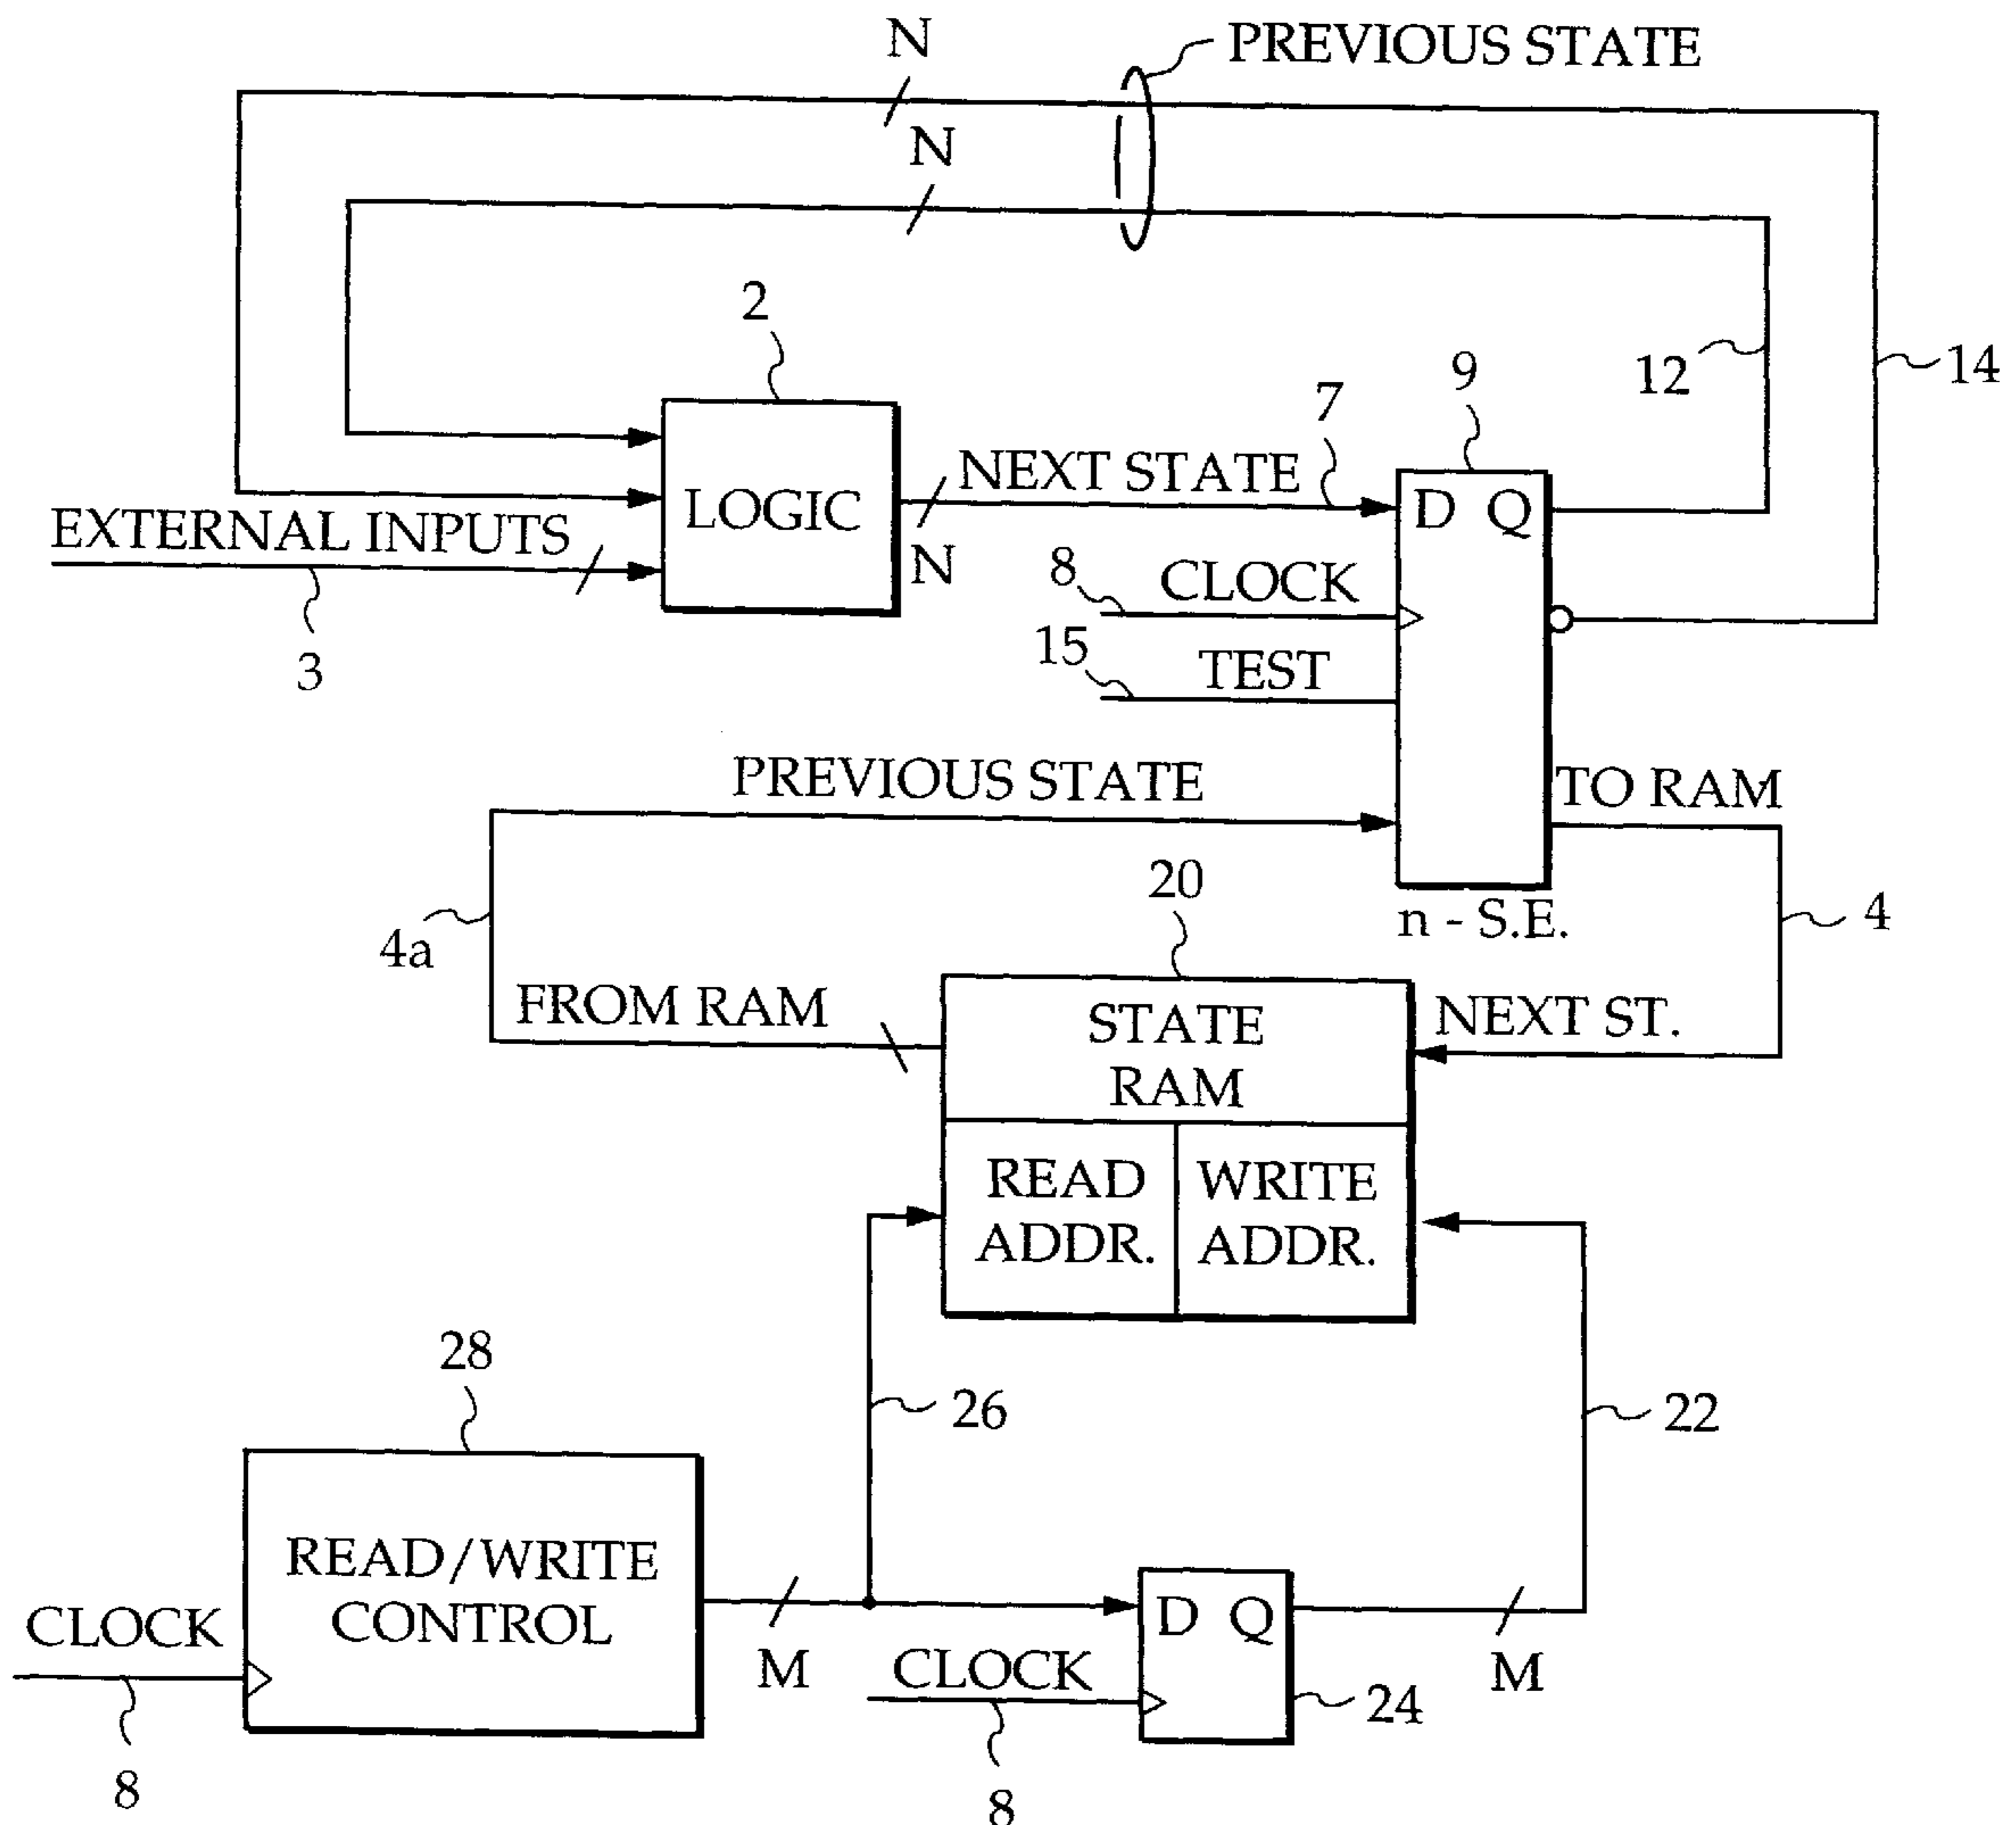 N
PREVIOUS STATE
N
2
9
12
14
7
NEXT STATE
LOGIC
D Q
EXTERNAL INPUTS
N
8
CLOCK
3
15
TEST
PREVIOUS STATE
TO RAM
20
n - S.E.
4
4a
FROM RAM
STATE
RAM
NEXT ST.
READ
ADDR.
WRITE
ADDR.
28
26
22
READ/WRITE
CONTROL
CLOCK
M
D Q
M
CLOCK
24
8
8